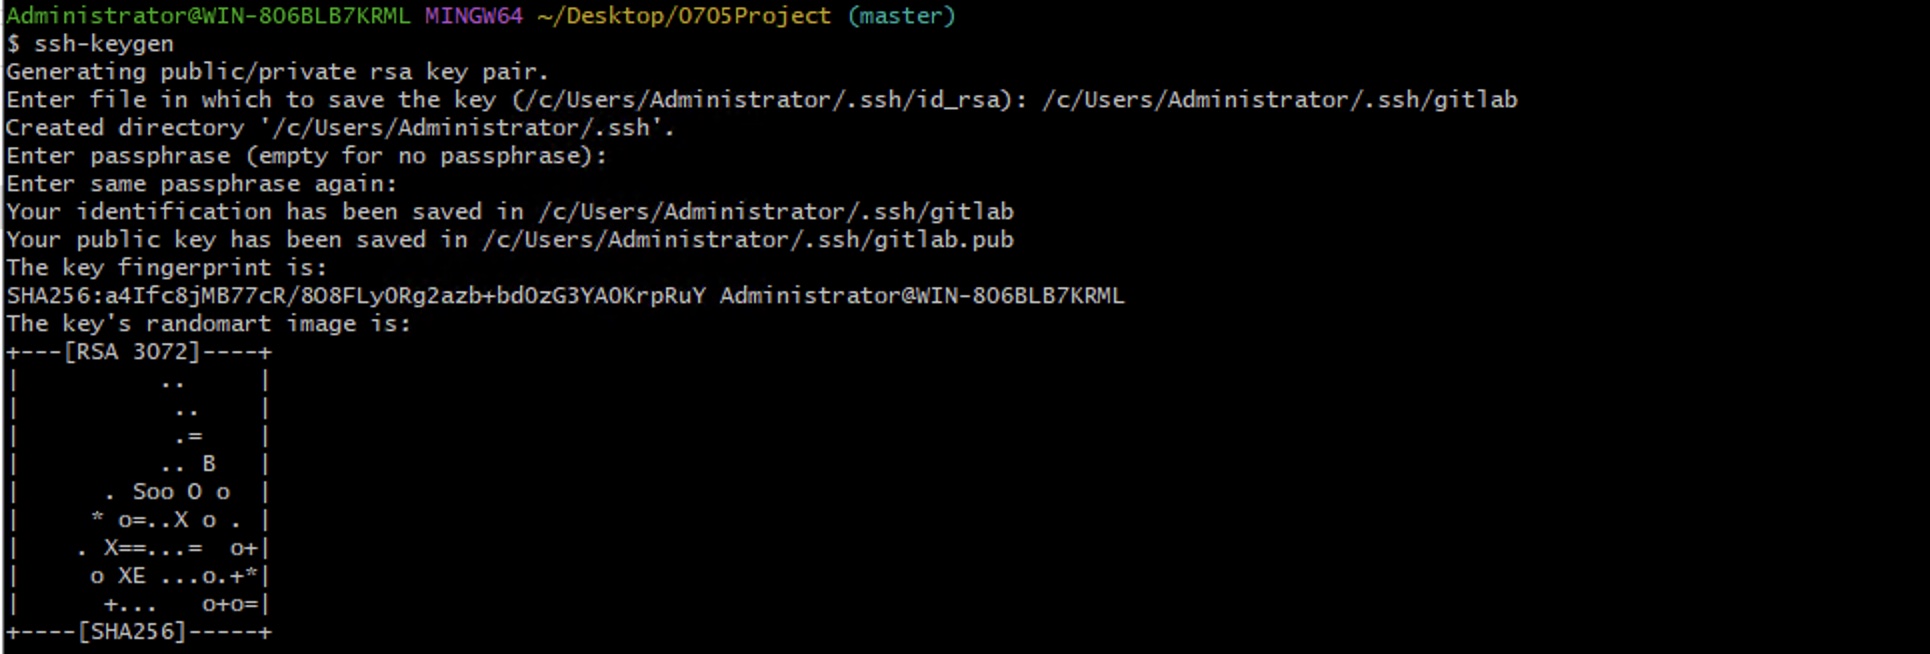 Administrator@WIN-8O6BLB7KRML MINGW64 ~/Desktop/0705Project (master)
$ ssh-keygen
Generating public/private rsa key pair.
Enter file in which to save the key (/c/Users/Administrator/.ssh/id_rsa): /c/Users/Administrator/.ssh/gitlab
Created directory '/c/Users/Administrator/.ssh'.
Enter passphrase (empty for no passphrase):
Enter same passphrase again:
Your identification has been saved in /c/Users/Administrator/.ssh/gitlab
Your public key has been saved in /c/Users/Administrator/.ssh/gitlab.pub
The key fingerprint is:
SHA256:a4Ifc8jMB77cR/8O8FLyORg2azb+bdOzG3YAOKrpRuY Administrator@WIN-8O6BLB7KRML
The key's randomart image is:
+---[RSA 3072]----+
|          ..     |
|           ..    |
|           .=    |
|          .. B   |
|      . Soo O o  |
|     * o=..X o . |
|    . X==...=  o+|
|     o XE ...o.+*|
|      +...   o+o=|
+----[SHA256]-----+